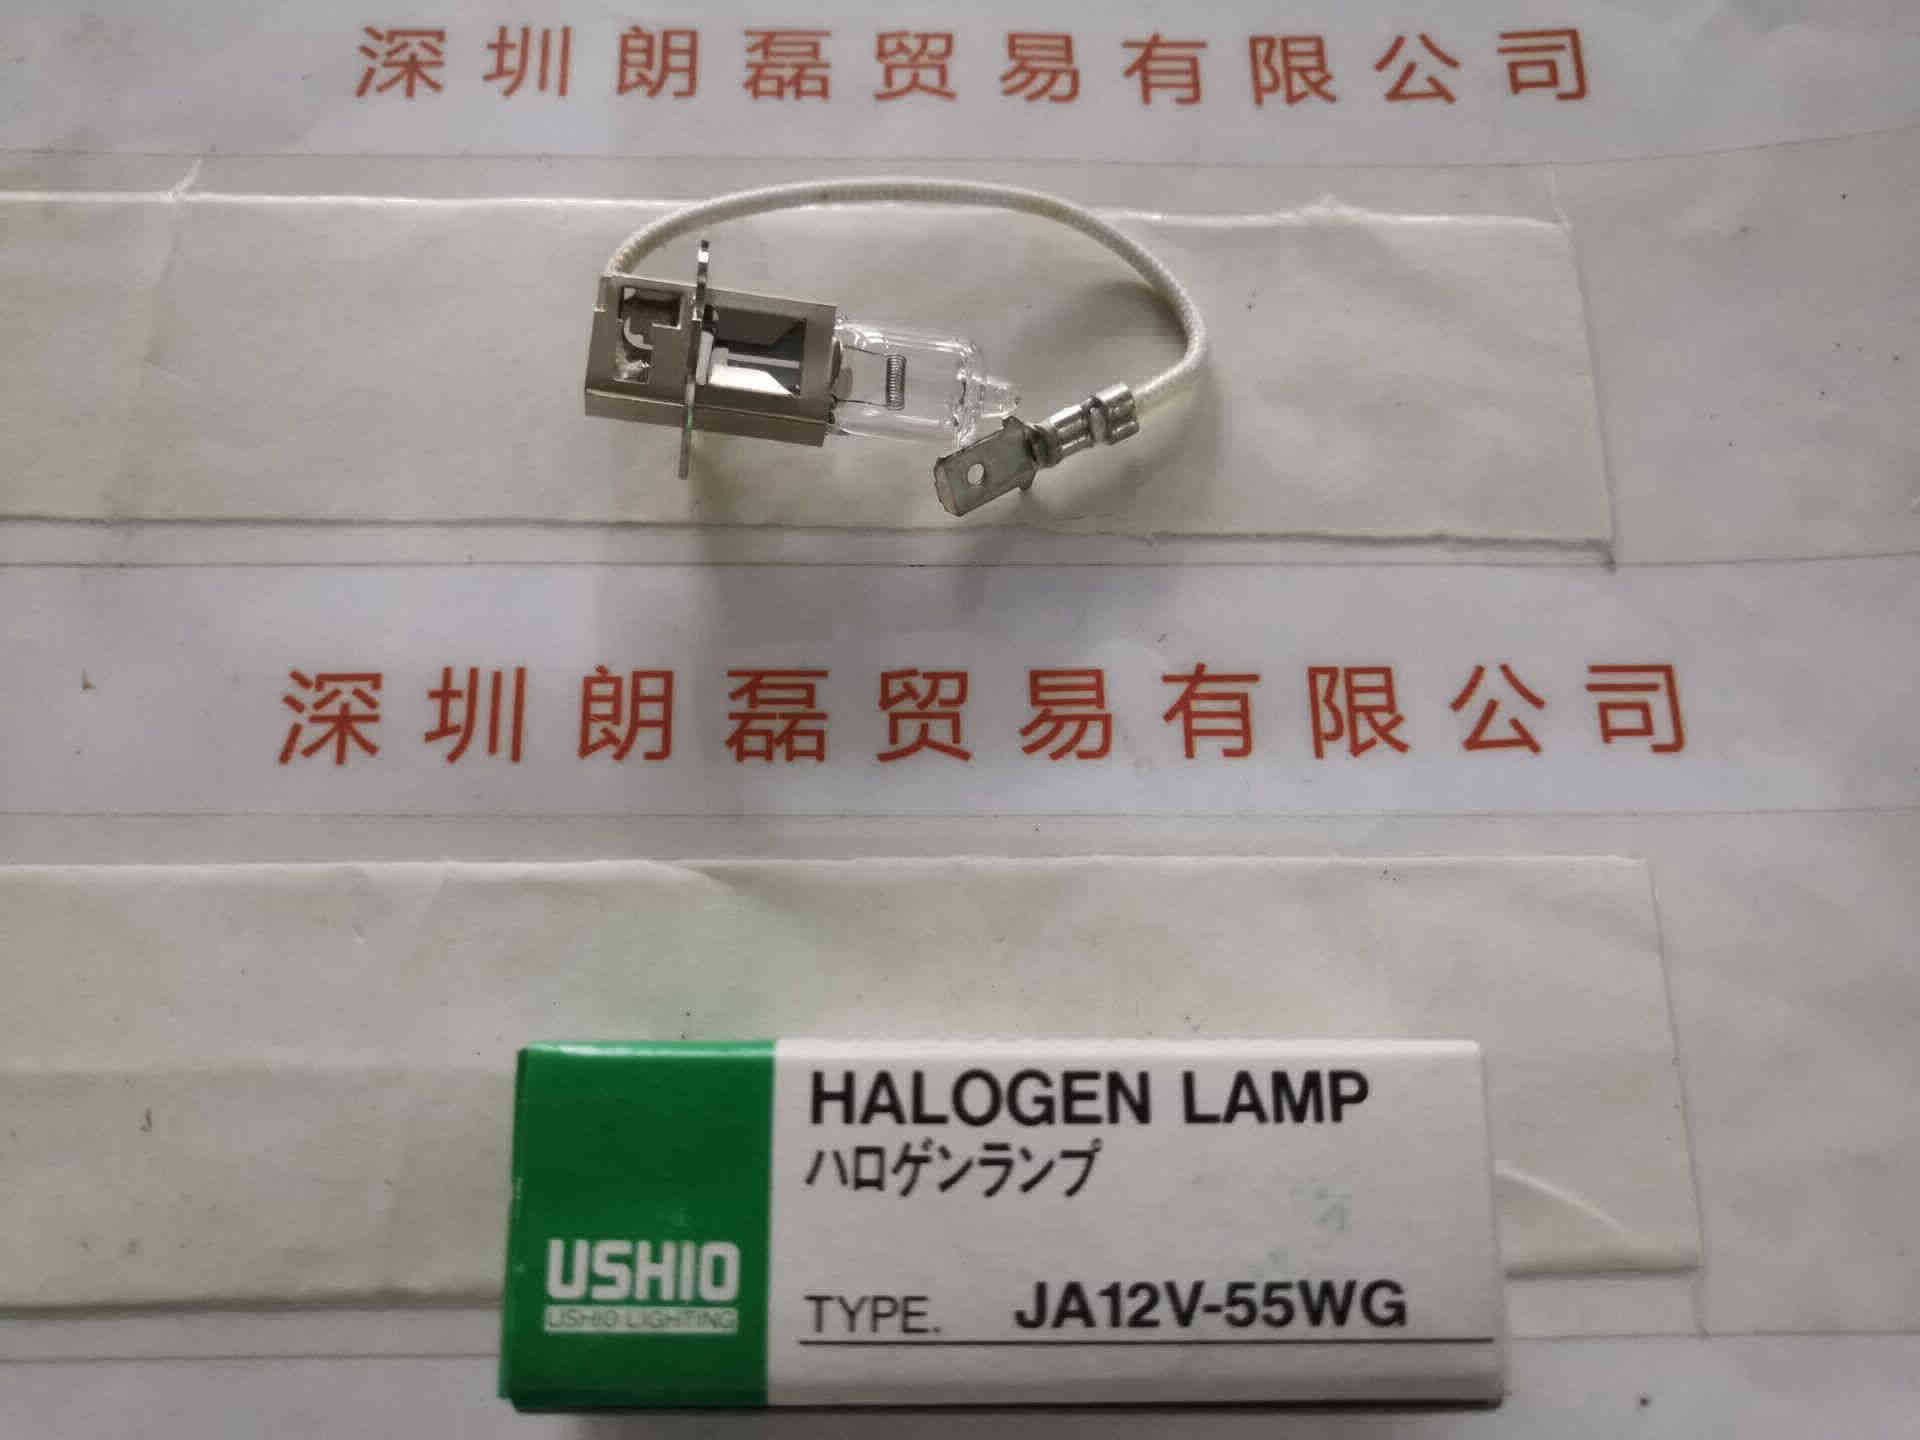 深圳朗磊贸易有限公司
深圳朗磊贸易有限公司
HALOGEN LAMP
ハロゲンランプ
USHIO
USHIO LIGHTING
TYPE. JA12V-55WG